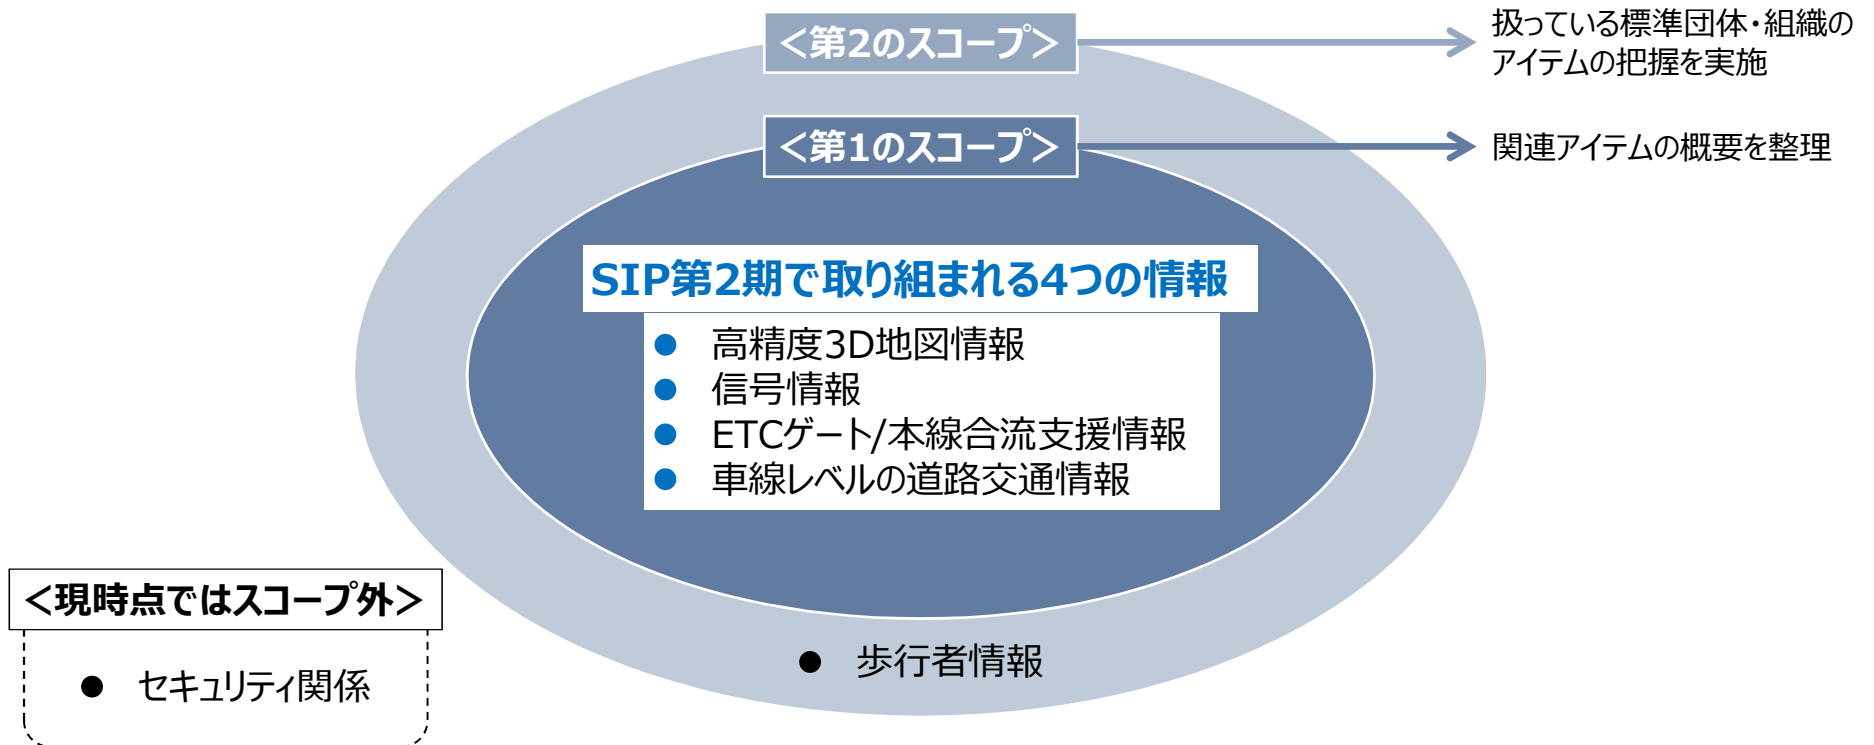 ＜第2のスコープ＞
扱っている標準団体・組織の
アイテムの把握を実施
＜第1のスコープ＞
関連アイテムの概要を整理
SIP第2期で取り組まれる4つの情報
● 高精度3D地図情報
● 信号情報
● ETCゲート/本線合流支援情報
● 車線レベルの道路交通情報
＜現時点ではスコープ外＞
● 歩行者情報
● セキュリティ関係